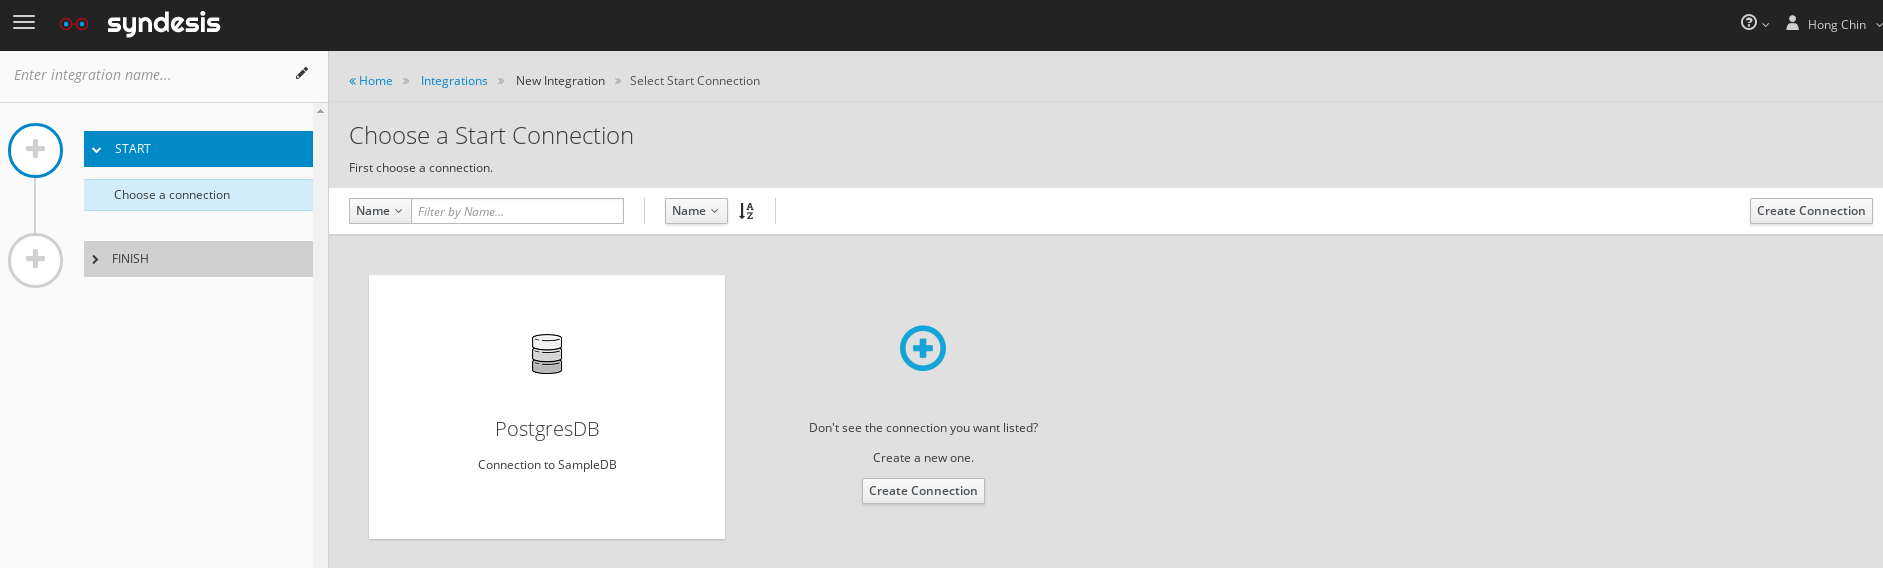 syndesis
Hong Chin
Enter integration name...
« Home » Integrations » New Integration » Select Start Connection
START
Choose a connection
FINISH
Choose a Start Connection
First choose a connection.
Name Filter by Name... Name A Z Create Connection
PostgresDB
Connection to SampleDB
Don't see the connection you want listed?
Create a new one.
Create Connection